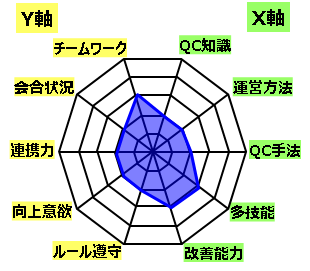 Y軸
X軸
チームワーク
QC知識
会合状況
運営方法
連携力
QC手法
向上意欲
多技能
ルール遵守
改善能力